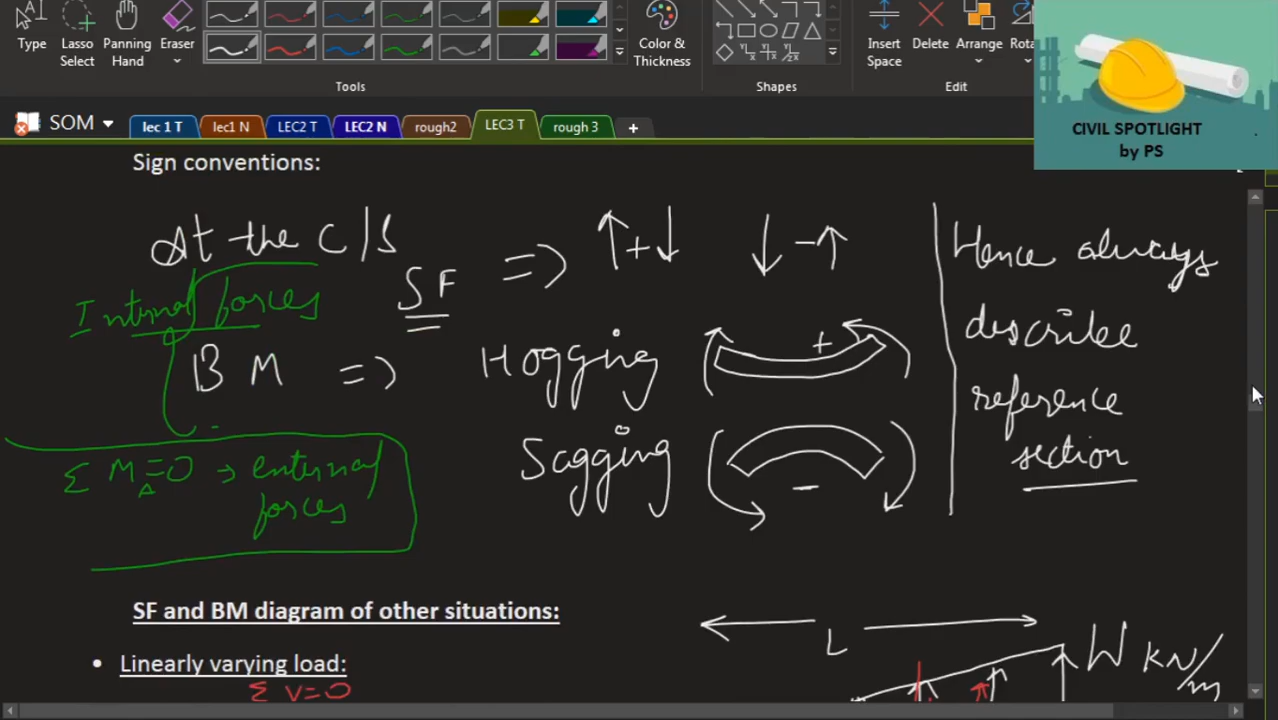 Type
Lasso Select
Panning Hand
Eraser
Color & Thickness
Insert Space
Delete
Arrange
Rota
Tools
Shapes
Edit
CIVIL SPOTLIGHT
by PS
SOM
lec 1 T
lec1 N
LEC2 T
LEC2 N
rough2
LEC3 T
rough 3
Sign conventions:
At the C/S
SF => ↑+↓ ↓-↑
Internal forces
BM => Hogging +
Sagging -
Σ M_A=0 → enternal
forces
Hence always
describe
reference
section
SF and BM diagram of other situations:
L
• Linearly varying load:
W kN/m
Σ V=0